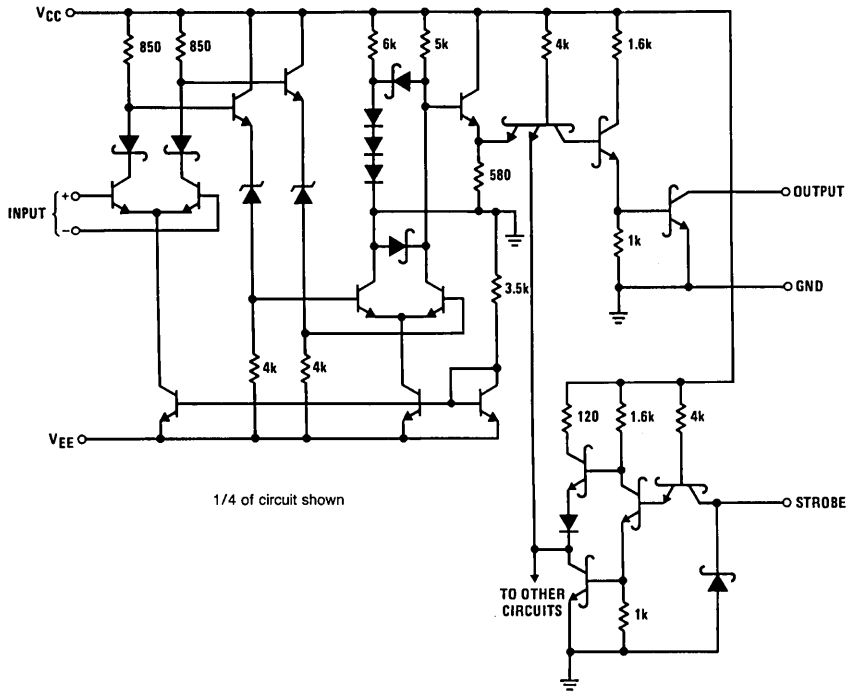 VCC
850
850
6k
5k
4k
1.6k
580
INPUT
+
−
OUTPUT
1k
GND
3.5k
4k
4k
VEE
120
1.6k
4k
1/4 of circuit shown
STROBE
TO OTHER
CIRCUITS
1k